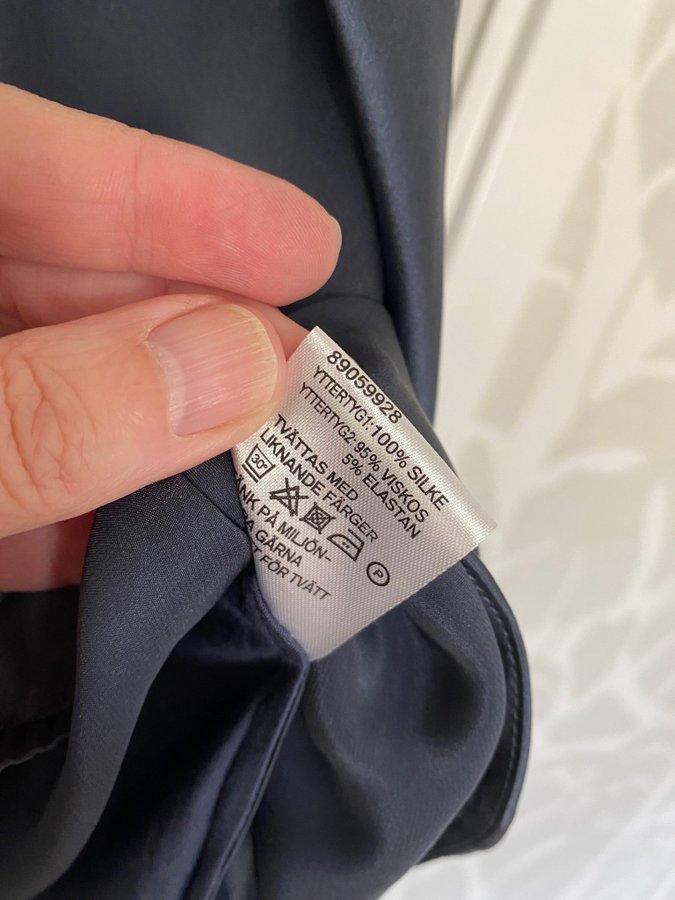 89059928
YTTERTYG1:100% SILKE
YTTERTYG2:95% VISKOS
5% ELASTAN
TVÄTTAS MED
LIKNANDE FÄRGER
30°
P
PÅ MILJÖN-
GÄRNA
FÖR TVÄTT